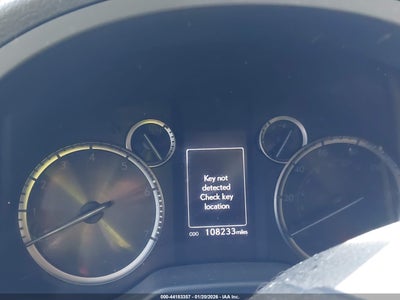 Key not
detected
Check key
location
ODO 108233 miles
000-44183357 - 01/20/2026 - © IAA, Inc.